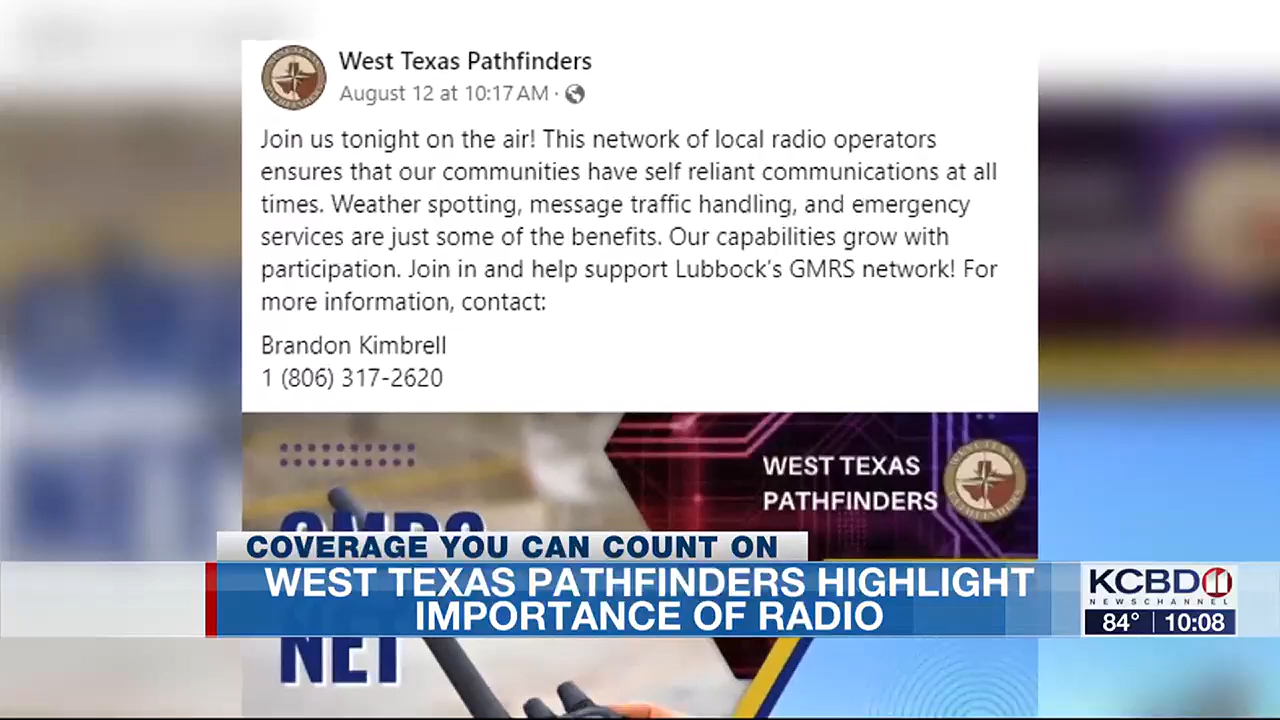 West Texas Pathfinders
August 12 at 10:17 AM ·
Join us tonight on the air! This network of local radio operators
ensures that our communities have self reliant communications at all
times. Weather spotting, message traffic handling, and emergency
services are just some of the benefits. Our capabilities grow with
participation. Join in and help support Lubbock's GMRS network! For
more information, contact:
Brandon Kimbrell
1 (806) 317-2620
WEST TEXAS
PATHFINDERS
GMRS
NET
COVERAGE YOU CAN COUNT ON
WEST TEXAS PATHFINDERS HIGHLIGHT
IMPORTANCE OF RADIO
KCBD 11
NEWSCHANNEL
84° | 10:08